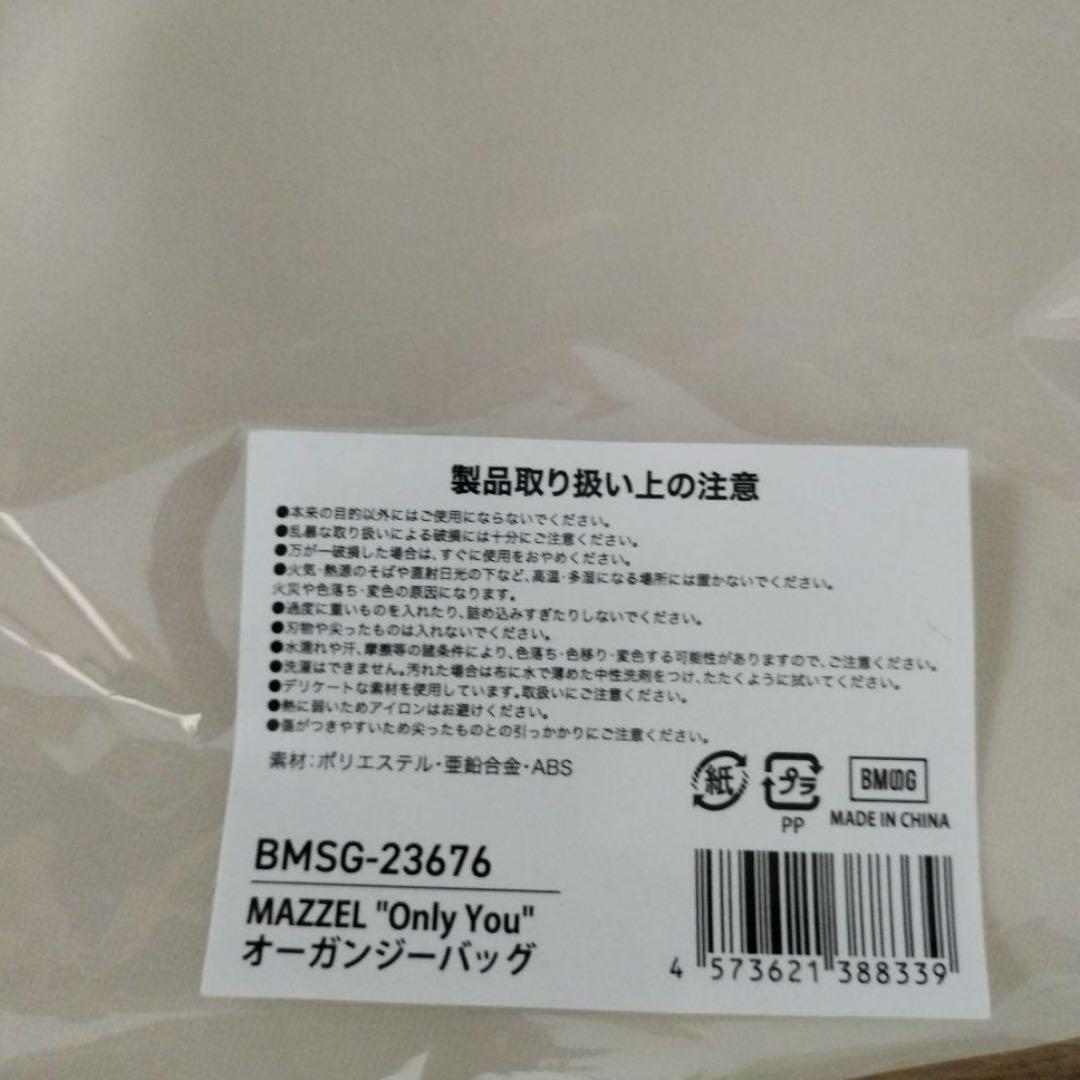 製品取り扱い上の注意
●本来の目的以外にはご使用にならないでください。
●乱暴な取り扱いによる破損には十分にご注意ください。
●万が一破損した場合は、すぐに使用をおやめください。
●火気・熱源のそばや直射日光の下など、高温・多湿になる場所には置かないでください。
火災や色落ち・変色の原因になります。
●過度に重いものを入れたり、詰め込みすぎたりしないでください。
●刃物や尖ったものは入れないでください。
●水濡れや汗、摩擦等の諸条件により、色落ち・色移り・変色する可能性がありますので、ご注意ください。
●洗濯はできません。汚れた場合は布に水で薄めた中性洗剤をつけ、たたくように拭いてください。
●デリケートな素材を使用しています。取扱いにご注意ください。
●熱に弱いためアイロンはお避けください。
●傷がつきやすいため尖ったものとの引っかかりにご注意ください。
素材：ポリエステル・亜鉛合金・ABS
紙 プラ BMSG
PP MADE IN CHINA
BMSG-23676
MAZZEL "Only You"
オーガンジーバッグ
4 573621 388339